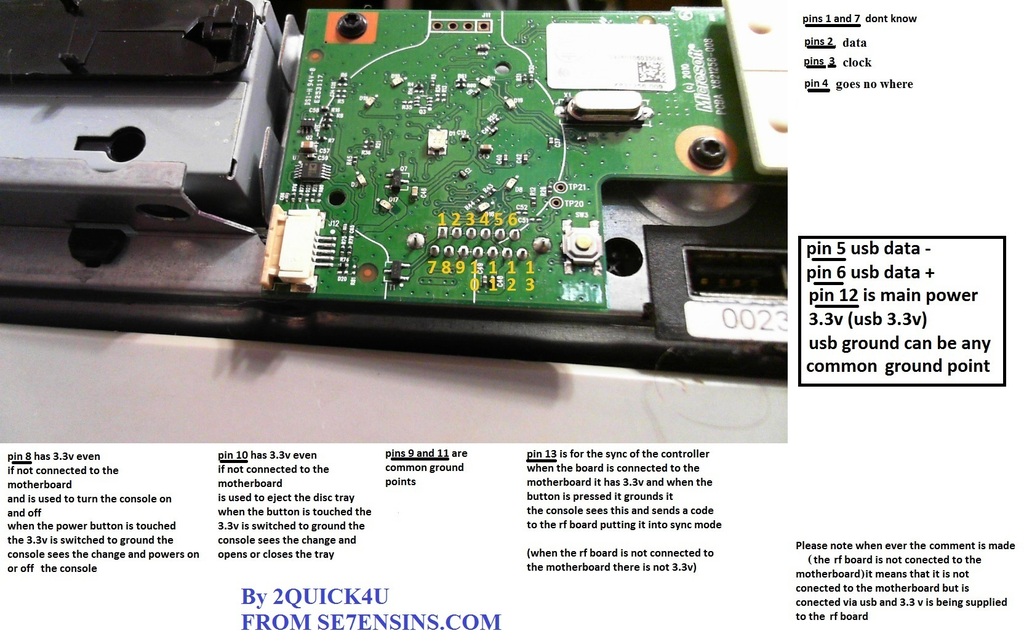 pins 1 and 7 dont know
pins 2 data
pins 3 clock
pin 4 goes no where
pin 5 usb data -
pin 6 usb data +
pin 12 is main power
3.3v (usb 3.3v)
usb ground can be any
common ground point
J11
© 2010
Microsoft
X1
TP21
TP20
SW3
J12
1 2 3 4 5 6
7 8 9 10 11 12 13
0023
pin 8 has 3.3v even
if not connected to the
motherboard
and is used to turn the console on
and off
when the power button is touched
the 3.3v is switched to ground the
console sees the change and powers on
or off the console
pin 10 has 3.3v even
if not connected to the
motherboard
is used to eject the disc tray
when the button is touched the
3.3v is switched to ground the
console sees the change and
opens or closes the tray
pins 9 and 11 are
common ground
points
pin 13 is for the sync of the controller
when the board is connected to the
motherboard it has 3.3v and when the
button is pressed it grounds it
the console sees this and sends a code
to the rf board putting it into sync mode
(when the rf board is not connected to
the motherboard there is not 3.3v)
Please note when ever the comment is made
(the rf board is not conected to the
motherboard)it means that it is not
conected to the motherboard but is
conected via usb and 3.3 v is being supplied
to the rf board
By 2QUICK4U
FROM SE7ENSINS.COM